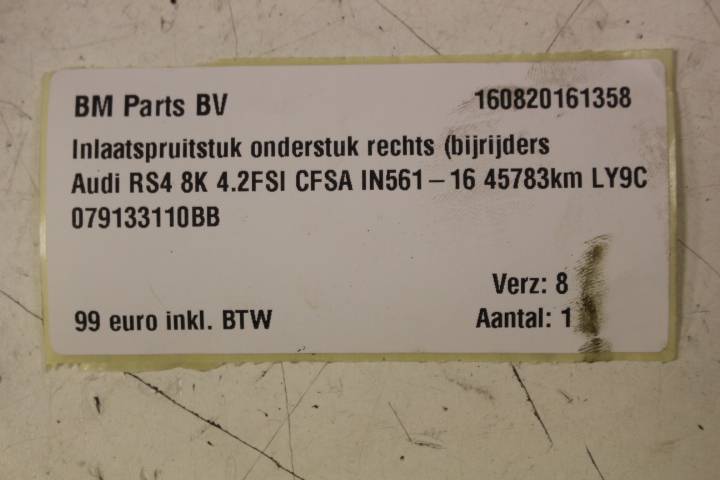 BM Parts BV 160820161358
Inlaatspruitstuk onderstuk rechts (bijrijders
Audi RS4 8K 4.2FSI CFSA IN561-16 45783km LY9C
079133110BB
Verz: 8
99 euro inkl. BTW Aantal: 1